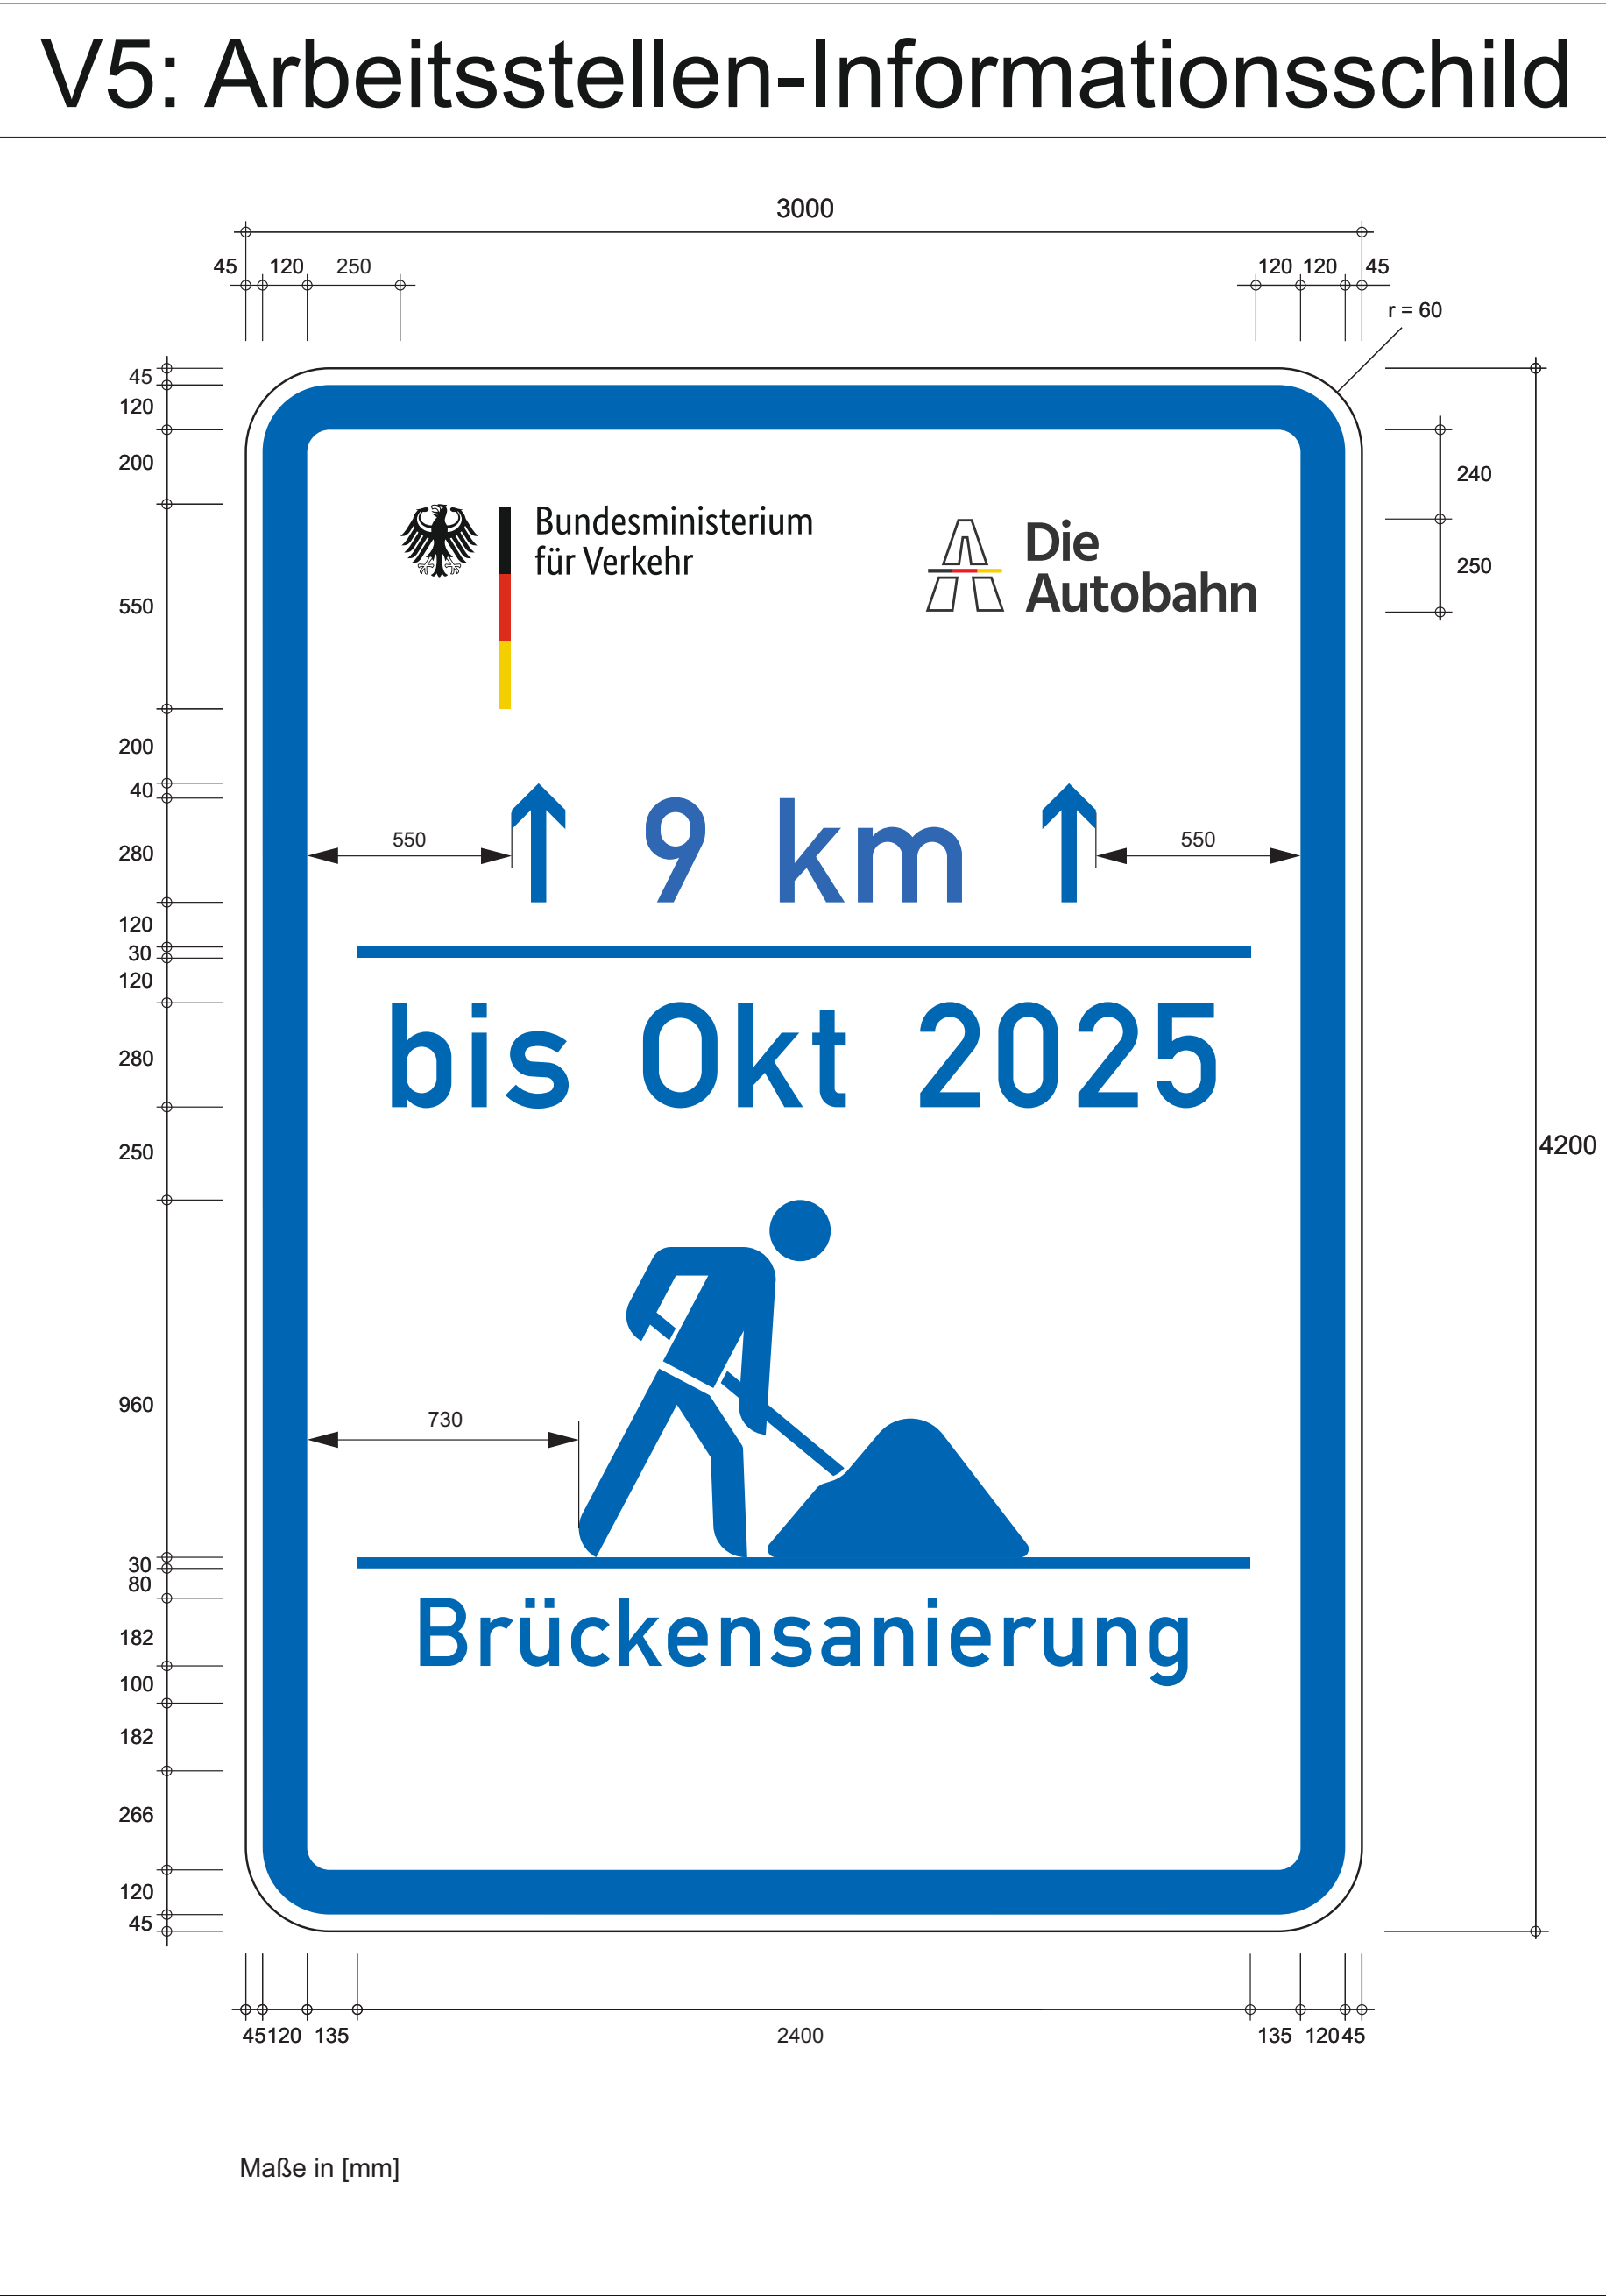 V5: Arbeitsstellen-Informationsschild
3000
45 120 250 120 120 45
r = 60
45
120
200
550
200
40
280
120
30
120
280
250
960
30
80
182
100
182
266
120
45
240
250
4200
Bundesministerium
für Verkehr
Die
Autobahn
550 9 km 550
bis Okt 2025
730
Brückensanierung
45 120 135 2400 135 120 45
Maße in [mm]